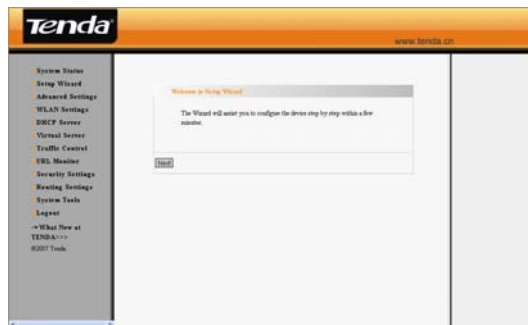 Tenda
www.tenda.cn
System Status
Setup Wizard
Advanced Settings
WLAN Settings
DHCP Server
Virtual Server
Traffic Control
URL Monitor
Security Settings
Routing Settings
System Tools
Logout
What New at
TENDA>>>
©2007 Tenda
Welcome to Setup Wizard
The Wizard will assist you to configure the device step by step within a few
minutes.
Next